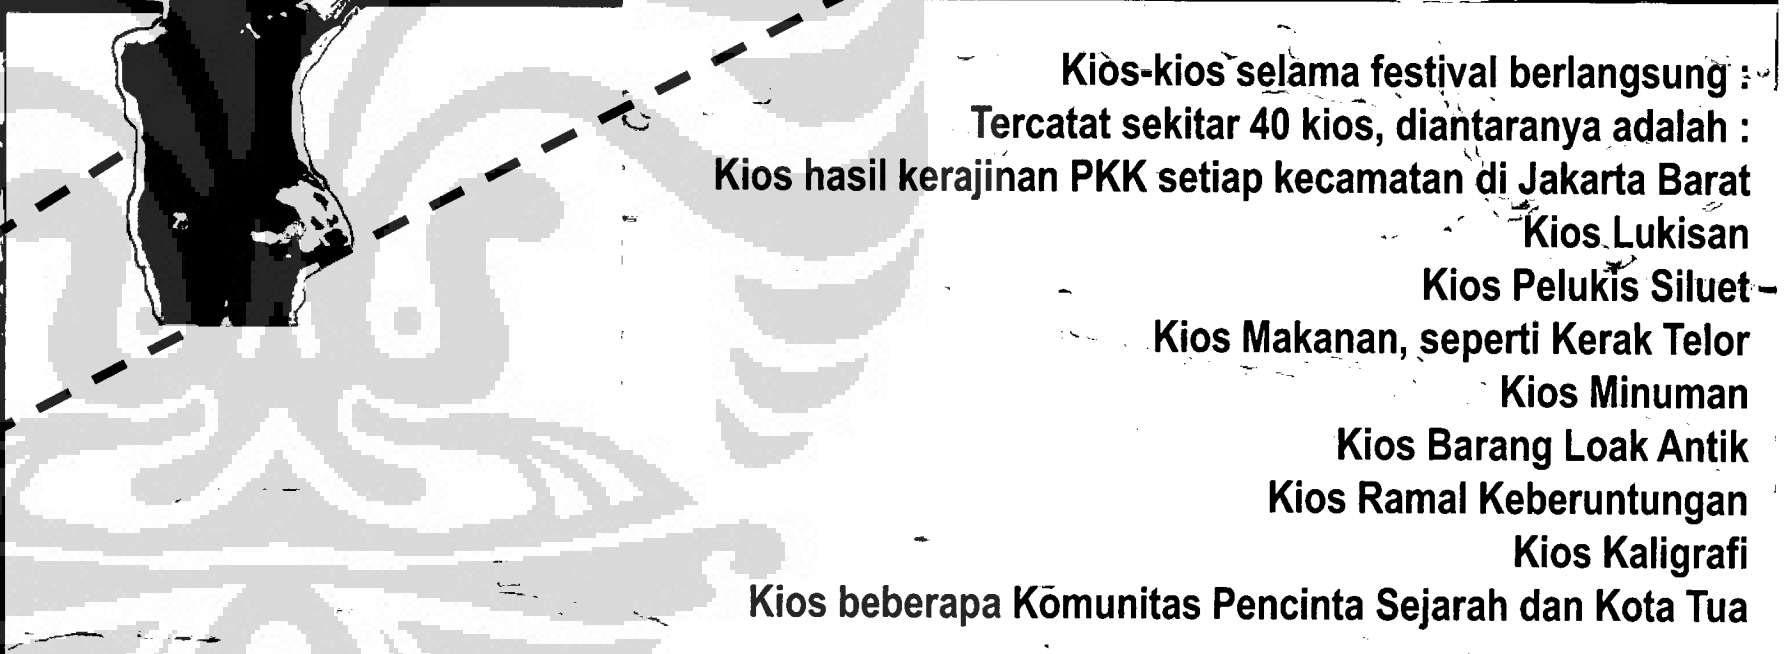 Kios-kios selama festival berlangsung :
Tercatat sekitar 40 kios, diantaranya adalah :
Kios hasil kerajinan PKK setiap kecamatan di Jakarta Barat
Kios Lukisan
Kios Pelukis Siluet
Kios Makanan, seperti Kerak Telor
Kios Minuman
Kios Barang Loak Antik
Kios Ramal Keberuntungan
Kios Kaligrafi
Kios beberapa Komunitas Pencinta Sejarah dan Kota Tua